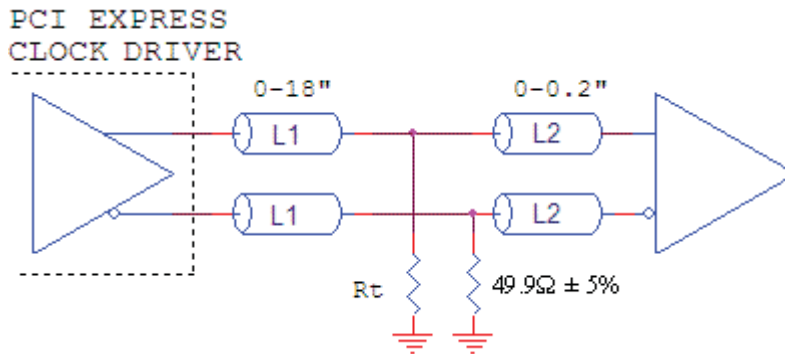 PCI EXPRESS
CLOCK DRIVER
0-18" 0-0.2"
L1 L2
L1 L2
Rt 49.9Ω ± 5%